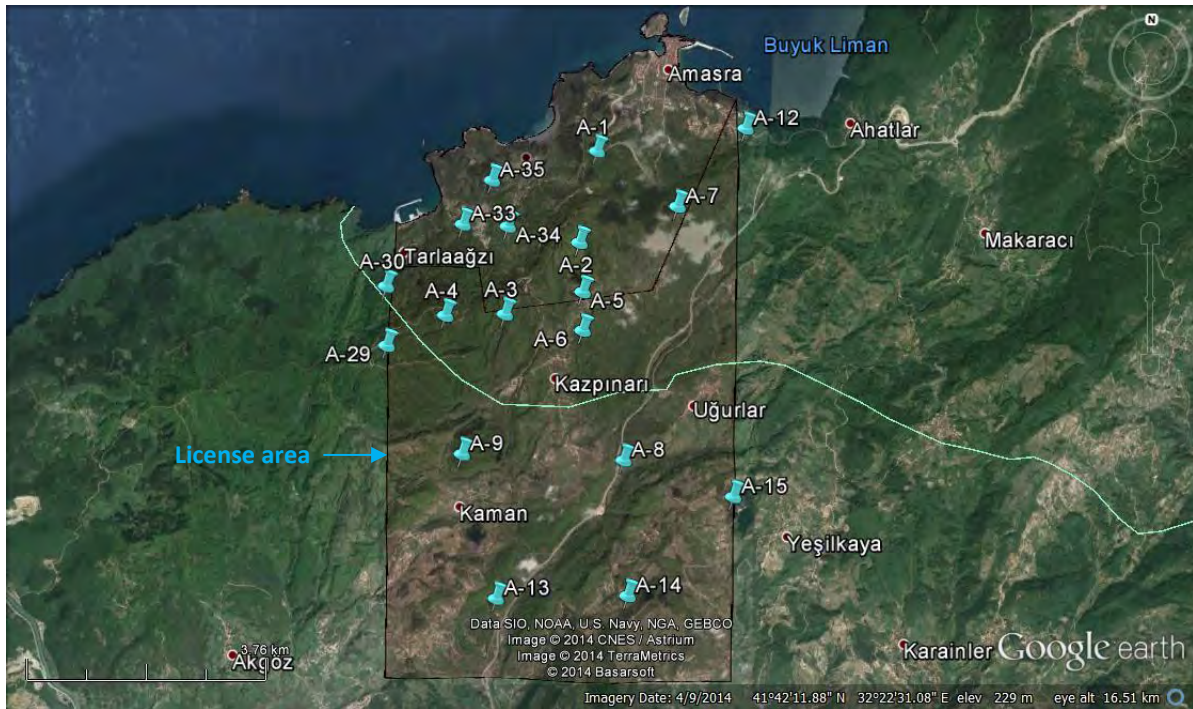 N
Buyuk Liman
Amasra
A-12
Ahatlar
A-1
A-35
A-7
A-33
A-34
Makaracı
Tarlaağzı
A-30
A-2
A-4
A-3
A-5
A-6
A-29
Kazpınarı
Uğurlar
License area
A-9
A-8
A-15
Kaman
Yeşilkaya
A-13
A-14
Data SIO, NOAA, U.S. Navy, NGA, GEBCO
Image © 2014 CNES / Astrium
Image © 2014 TerraMetrics
© 2014 Basarsoft
3.76 km
Akgöz
Karainler
Google earth
Imagery Date: 4/9/2014 41°42'11.88" N 32°22'31.08" E elev 229 m eye alt 16.51 km